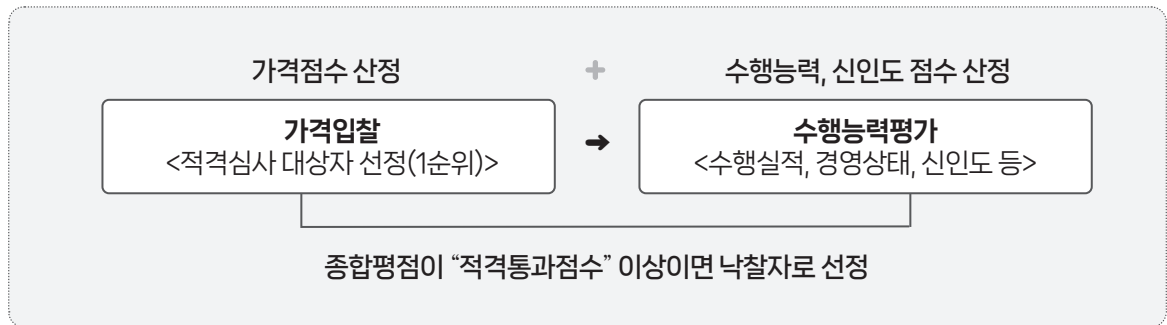 가격점수 산정 + 수행능력, 신인도 점수 산정
가격입찰
<적격심사 대상자 선정(1순위)>
➜
수행능력평가
<수행실적, 경영상태, 신인도 등>
종합평점이 “적격통과점수” 이상이면 낙찰자로 선정